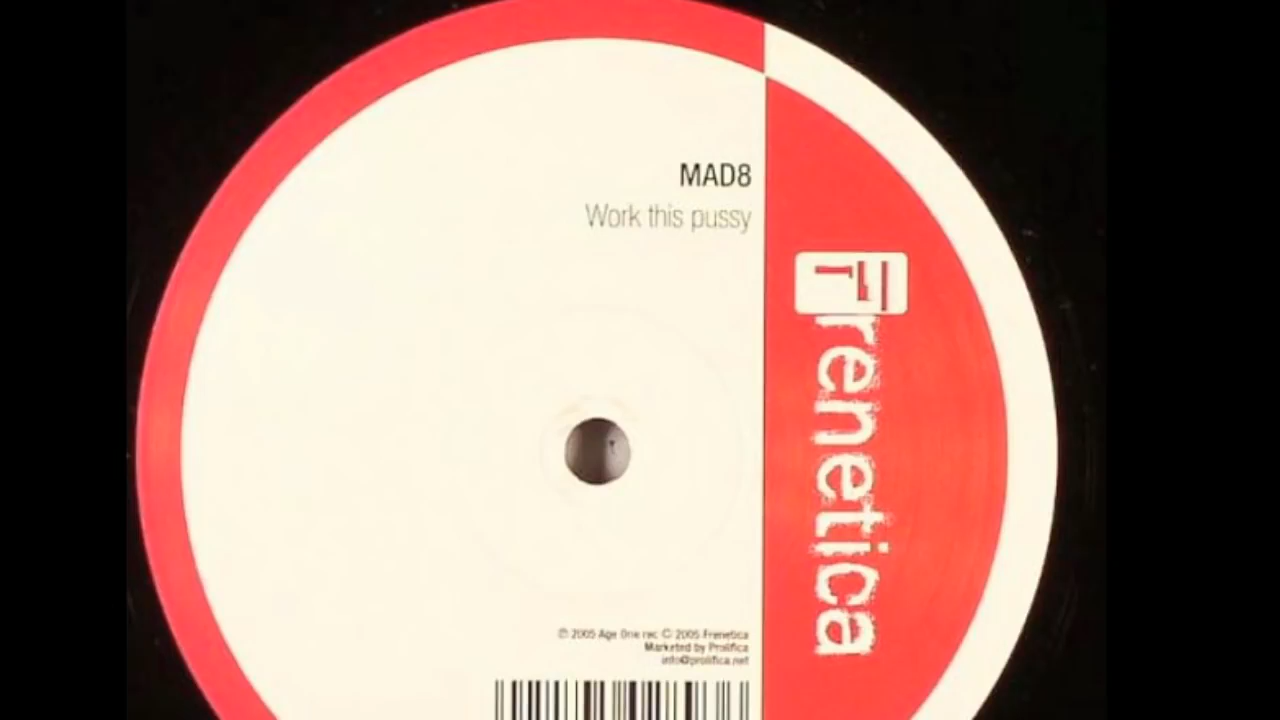 MAD8
Work this pussy
Frenetica
℗ 2005 Age One rec © 2005 Frenetica
Marketed by Prolifica
info@prolifica.net